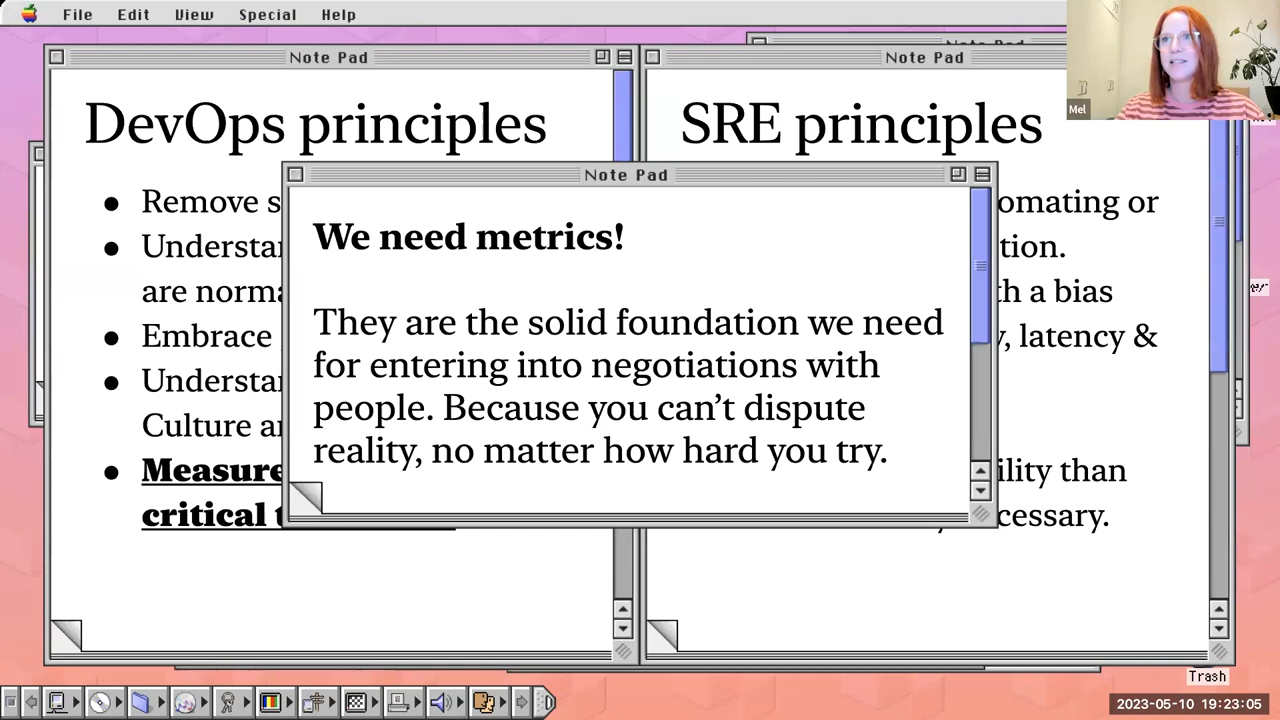 File Edit View Special Help
Note Pad
Note Pad
Note Pad
Mel
DevOps principles
SRE principles
Note Pad
Remove
omating or
tion.
are
th a bias
Embrace
latency &
Culture
Measure
ility than
critical
cessary.
We need metrics!
They are the solid foundation we need
for entering into negotiations with
people. Because you can't dispute
reality, no matter how hard you try.
Trash
2023-05-10 19:23:05